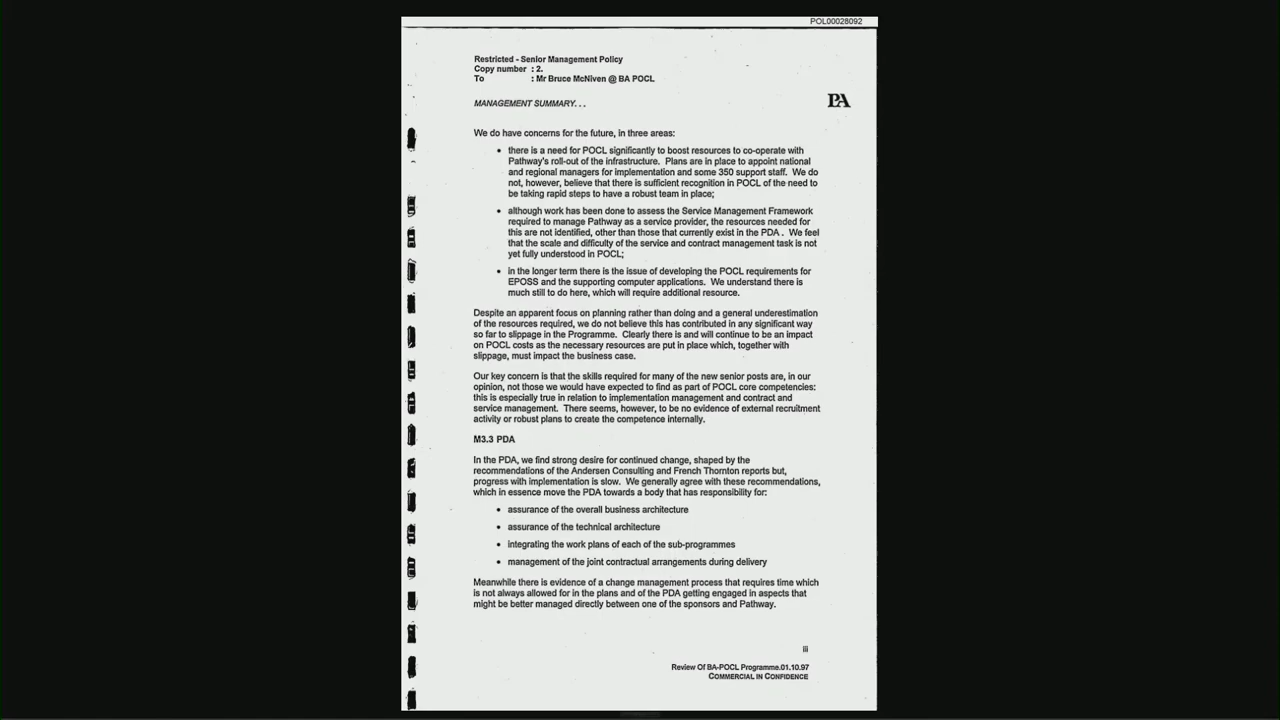 POL00028092
Restricted - Senior Management Policy
Copy number : 2.
To : Mr Bruce McNiven @ BA POCL
PA
MANAGEMENT SUMMARY. . .
We do have concerns for the future, in three areas:
• there is a need for POCL significantly to boost resources to co-operate with
Pathway's roll-out of the infrastructure. Plans are in place to appoint national
and regional managers for implementation and some 350 support staff. We do
not, however, believe that there is sufficient recognition in POCL of the need to
be taking rapid steps to have a robust team in place;
• although work has been done to assess the Service Management Framework
required to manage Pathway as a service provider, the resources needed for
this are not identified, other than those that currently exist in the PDA . We feel
that the scale and difficulty of the service and contract management task is not
yet fully understood in POCL;
• in the longer term there is the issue of developing the POCL requirements for
EPOSS and the supporting computer applications. We understand there is
much still to do here, which will require additional resource.
Despite an apparent focus on planning rather than doing and a general underestimation
of the resources required, we do not believe this has contributed in any significant way
so far to slippage in the Programme. Clearly there is and will continue to be an impact
on POCL costs as the necessary resources are put in place which, together with
slippage, must impact the business case.
Our key concern is that the skills required for many of the new senior posts are, in our
opinion, not those we would have expected to find as part of POCL core competencies:
this is especially true in relation to implementation management and contract and
service management. There seems, however, to be no evidence of external recruitment
activity or robust plans to create the competence internally.
M3.3 PDA
In the PDA, we find strong desire for continued change, shaped by the
recommendations of the Andersen Consulting and French Thornton reports but,
progress with implementation is slow. We generally agree with these recommendations,
which in essence move the PDA towards a body that has responsibility for:
• assurance of the overall business architecture
• assurance of the technical architecture
• integrating the work plans of each of the sub-programmes
• management of the joint contractual arrangements during delivery
Meanwhile there is evidence of a change management process that requires time which
is not always allowed for in the plans and of the PDA getting engaged in aspects that
might be better managed directly between one of the sponsors and Pathway.
iii
Review Of BA-POCL Programme.01.10.97
COMMERCIAL IN CONFIDENCE